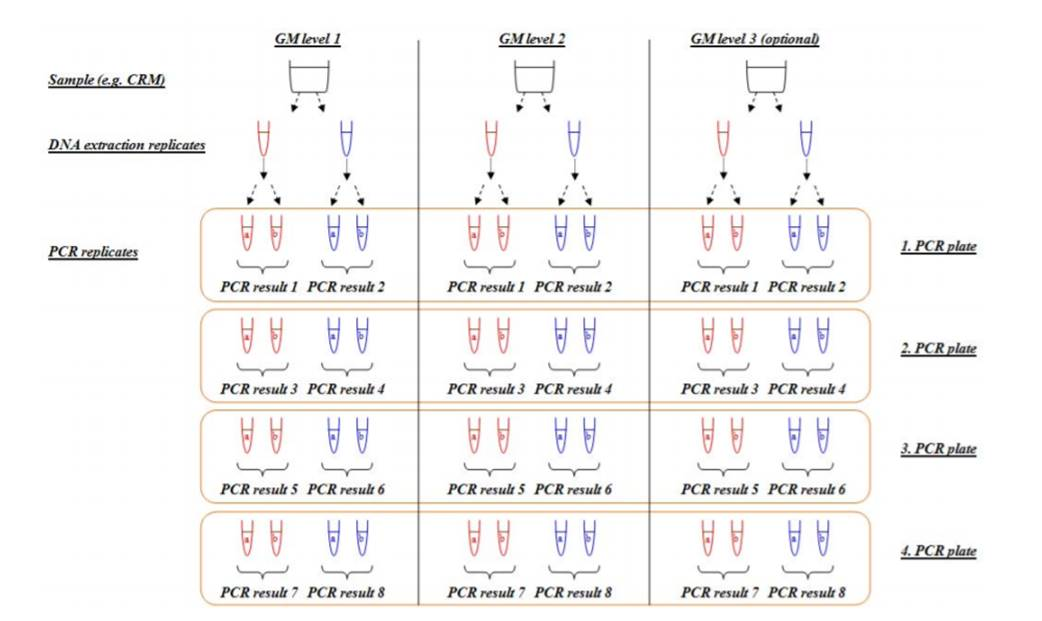 GM level 1 GM level 2 GM level 3 (optional)
Sample (e.g. CRM)
DNA extraction replicates
PCR replicates
a b a b a b a b a b a b
1. PCR plate
PCR result 1 PCR result 2 PCR result 1 PCR result 2 PCR result 1 PCR result 2
a b a b a b a b a b a b
2. PCR plate
PCR result 3 PCR result 4 PCR result 3 PCR result 4 PCR result 3 PCR result 4
a b a b a b a b a b a b
3. PCR plate
PCR result 5 PCR result 6 PCR result 5 PCR result 6 PCR result 5 PCR result 6
a b a b a b a b a b a b
4. PCR plate
PCR result 7 PCR result 8 PCR result 7 PCR result 8 PCR result 7 PCR result 8